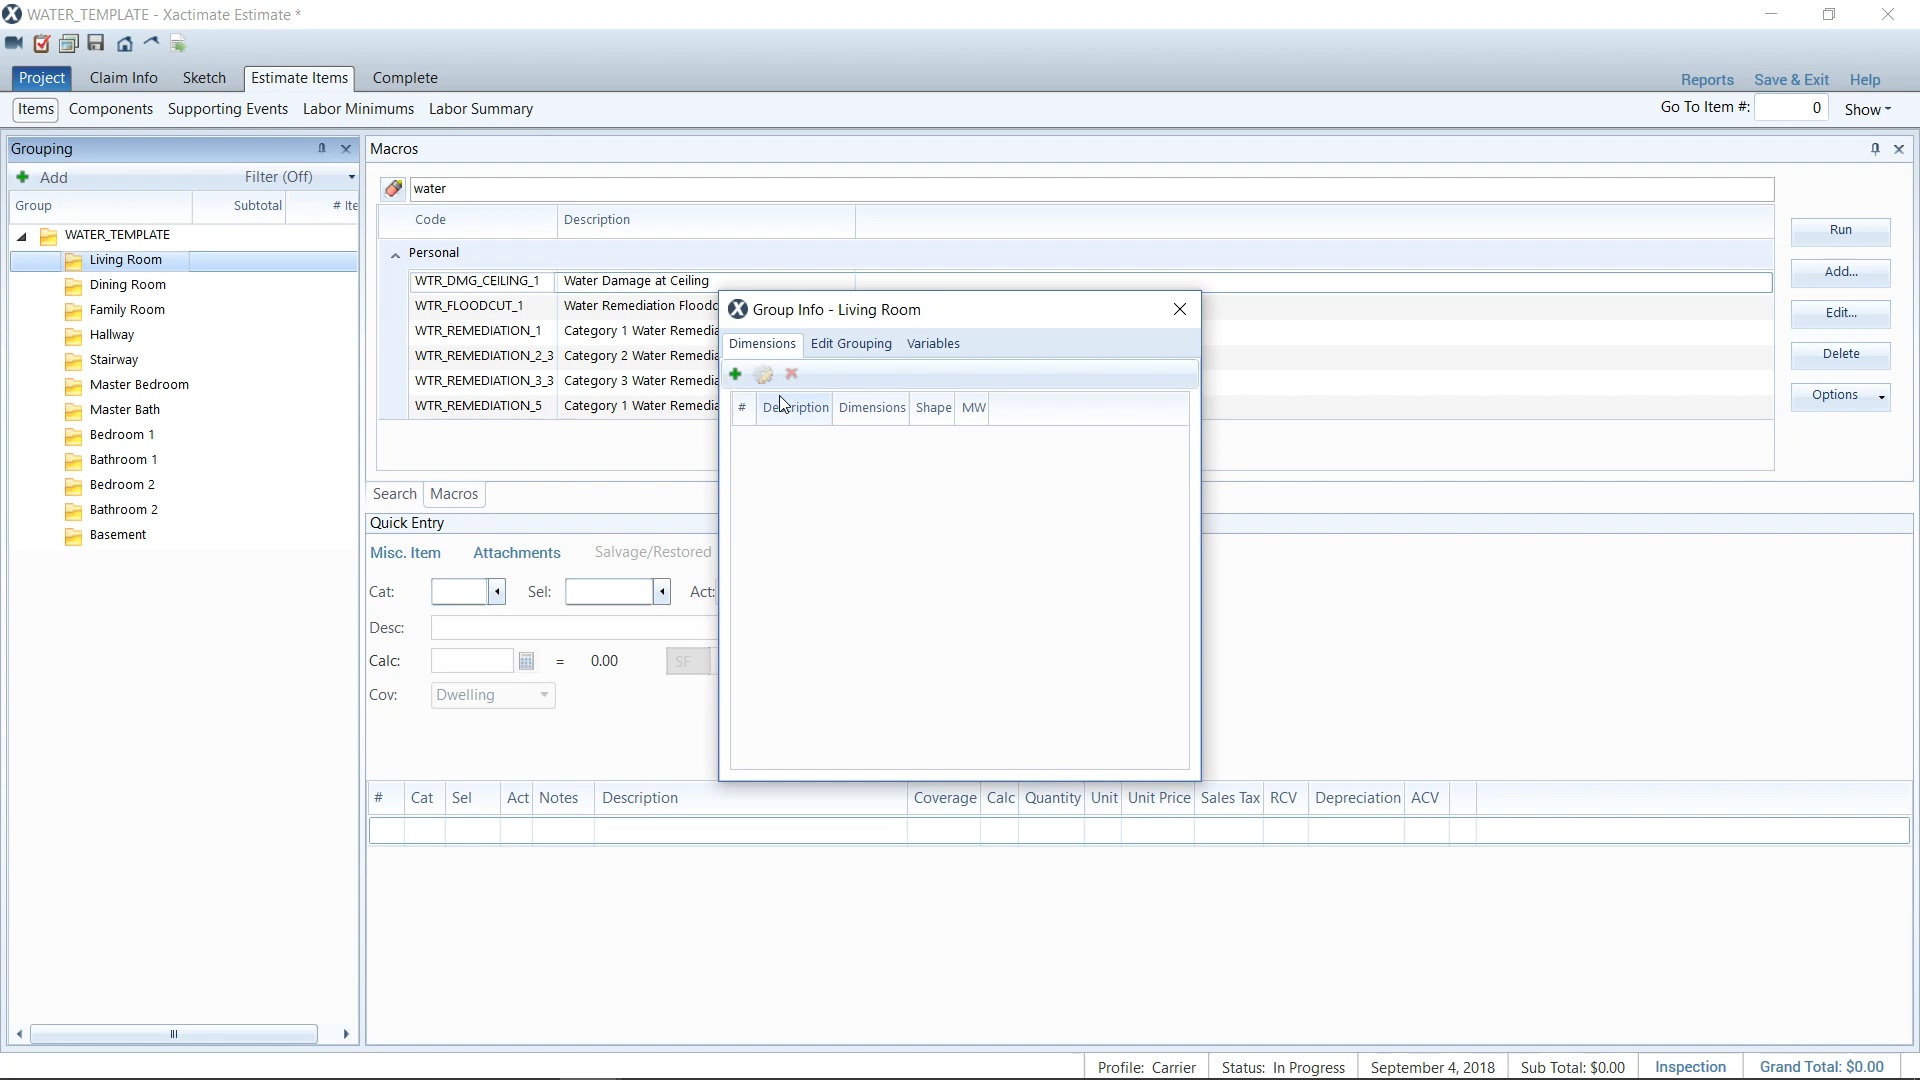 WATER_TEMPLATE - Xactimate Estimate *
Project Claim Info Sketch Estimate Items Complete
Reports Save & Exit Help
Items Components Supporting Events Labor Minimums Labor Summary
Go To Item #: 0 Show
Grouping
Add Filter (Off)
Group Subtotal # Ite
WATER_TEMPLATE
Living Room
Dining Room
Family Room
Hallway
Stairway
Master Bedroom
Master Bath
Bedroom 1
Bathroom 1
Bedroom 2
Bathroom 2
Basement
Macros
water
Code Description
Personal
WTR_DMG_CEILING_1 Water Damage at Ceiling
WTR_FLOODCUT_1 Water Remediation Floodc
WTR_REMEDIATION_1 Category 1 Water Remedia
WTR_REMEDIATION_2_3 Category 2 Water Remedia
WTR_REMEDIATION_3_3 Category 3 Water Remedia
WTR_REMEDIATION_5 Category 1 Water Remedia
Run
Add...
Edit...
Delete
Options
Search Macros
Group Info - Living Room
Dimensions Edit Grouping Variables
# Description Dimensions Shape MW
Quick Entry
Misc. Item Attachments Salvage/Restored
Cat: Sel: Act:
Desc:
Calc: = 0.00 SF
Cov: Dwelling
# Cat Sel Act Notes Description Coverage Calc Quantity Unit Unit Price Sales Tax RCV Depreciation ACV
Profile: Carrier Status: In Progress September 4, 2018 Sub Total: $0.00 Inspection Grand Total: $0.00